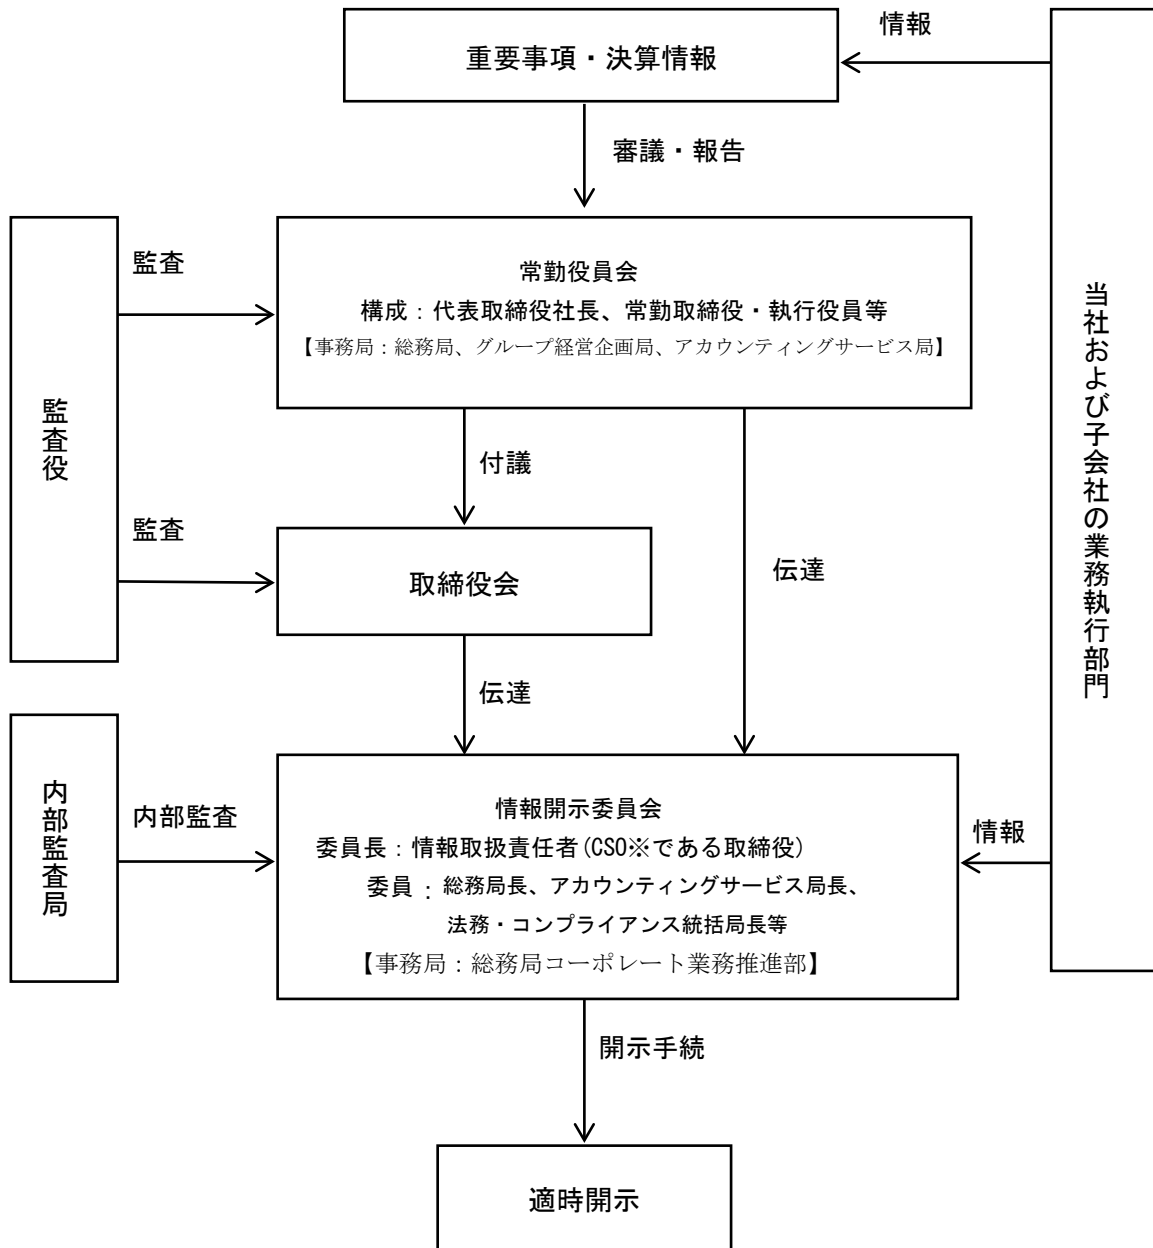 情報
重要事項・決算情報
審議・報告
監査
常勤役員会
構成：代表取締役社長、常勤取締役・執行役員等
【事務局：総務局、グループ経営企画局、アカウンティングサービス局】
監査役
当社および子会社の業務執行部門
付議
監査
取締役会
伝達
伝達
内部監査局
内部監査
情報開示委員会
委員長：情報取扱責任者(CSO※である取締役)
委員：総務局長、アカウンティングサービス局長、
法務・コンプライアンス統括局長等
【事務局：総務局コーポレート業務推進部】
情報
開示手続
適時開示